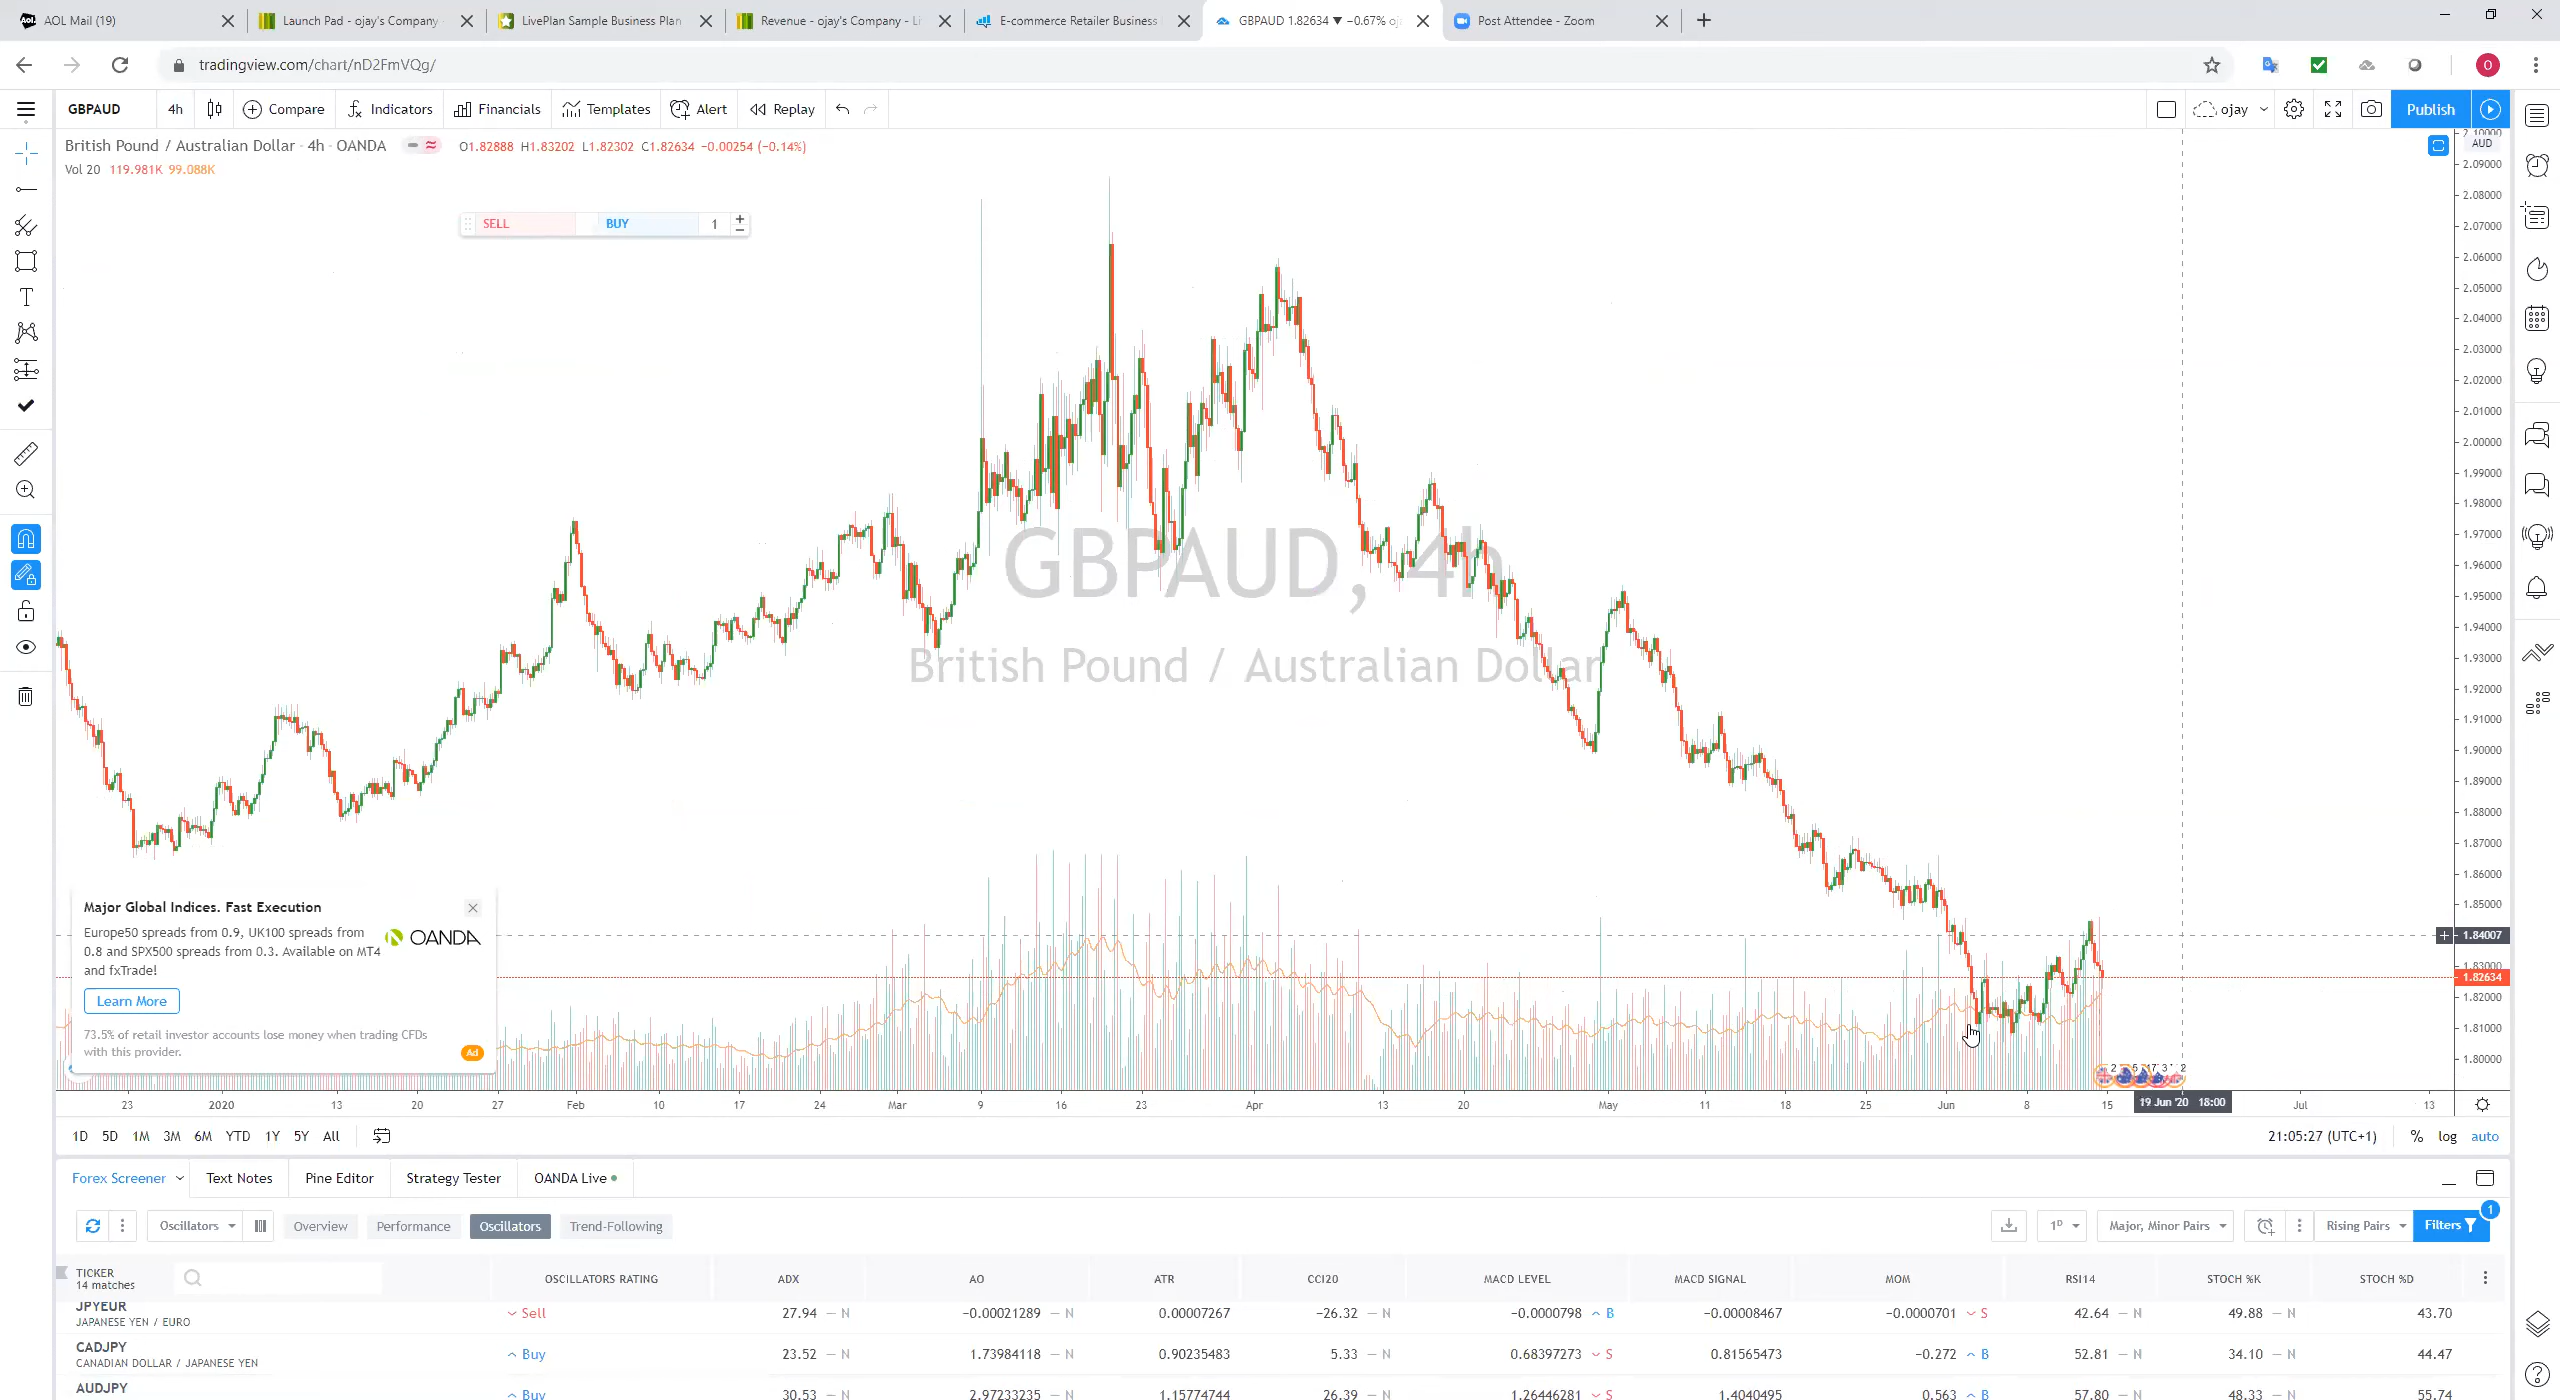 AOL Mail (19)
Launch Pad - ojay's Company
LivePlan Sample Business Plan
Revenue - ojay's Company - Li
E-commerce Retailer Business
GBPAUD 1.82634 ▼ −0.67% oj
Post Attendee - Zoom
tradingview.com/chart/nD2FmVQg/
O
GBPAUD 4h Compare Indicators Financials Templates Alert Replay ojay Publish
British Pound / Australian Dollar · 4h · OANDA O1.82888 H1.83202 L1.82302 C1.82634 −0.00254 (−0.14%)
Vol 20 119.981K 99.088K
SELL BUY 1
AUD
2.10000
2.09000
2.08000
2.07000
2.06000
2.05000
2.04000
2.03000
2.02000
2.01000
2.00000
1.99000
1.98000
1.97000
1.96000
1.95000
1.94000
1.93000
1.92000
1.91000
1.90000
1.89000
1.88000
1.87000
1.86000
1.85000
1.84007
1.83000
1.82634
1.82000
1.81000
1.80000
GBPAUD, 4h
British Pound / Australian Dollar
Major Global Indices. Fast Execution
Europe50 spreads from 0.9, UK100 spreads from
0.8 and SPX500 spreads from 0.3. Available on MT4
and fxTrade!
OANDA
Learn More
73.5% of retail investor accounts lose money when trading CFDs
with this provider.
Ad
23 2020 13 20 27 Feb 10 17 24 Mar 9 16 23 Apr 13 20 May 11 18 25 Jun 8 15 19 Jun '20 18:00 Jul 13
1D 5D 1M 3M 6M YTD 1Y 5Y All 21:05:27 (UTC+1) % log auto
Forex Screener Text Notes Pine Editor Strategy Tester OANDA Live
Oscillators Overview Performance Oscillators Trend-Following 1D Major, Minor Pairs Rising Pairs Filters 1
TICKER OSCILLATORS RATING ADX AO ATR CCI20 MACD LEVEL MACD SIGNAL MOM RSI14 STOCH %K STOCH %D
14 matches
JPYEUR Sell 27.94 — N −0.00021289 — N 0.00007267 −26.32 — N −0.0000798 B −0.00008467 −0.0000701 S 42.64 — N 49.88 — N 43.70
JAPANESE YEN / EURO
CADJPY Buy 23.52 — N 1.73984118 — N 0.90235483 5.33 — N 0.68397273 S 0.81565473 −0.272 B 52.81 — N 34.10 — N 44.47
CANADIAN DOLLAR / JAPANESE YEN
AUDJPY Buy 30.53 — N 2.97233235 — N 1.15774744 26.39 — N 1.26446281 S 1.4040495 0.563 B 57.80 — N 48.33 — N 55.74